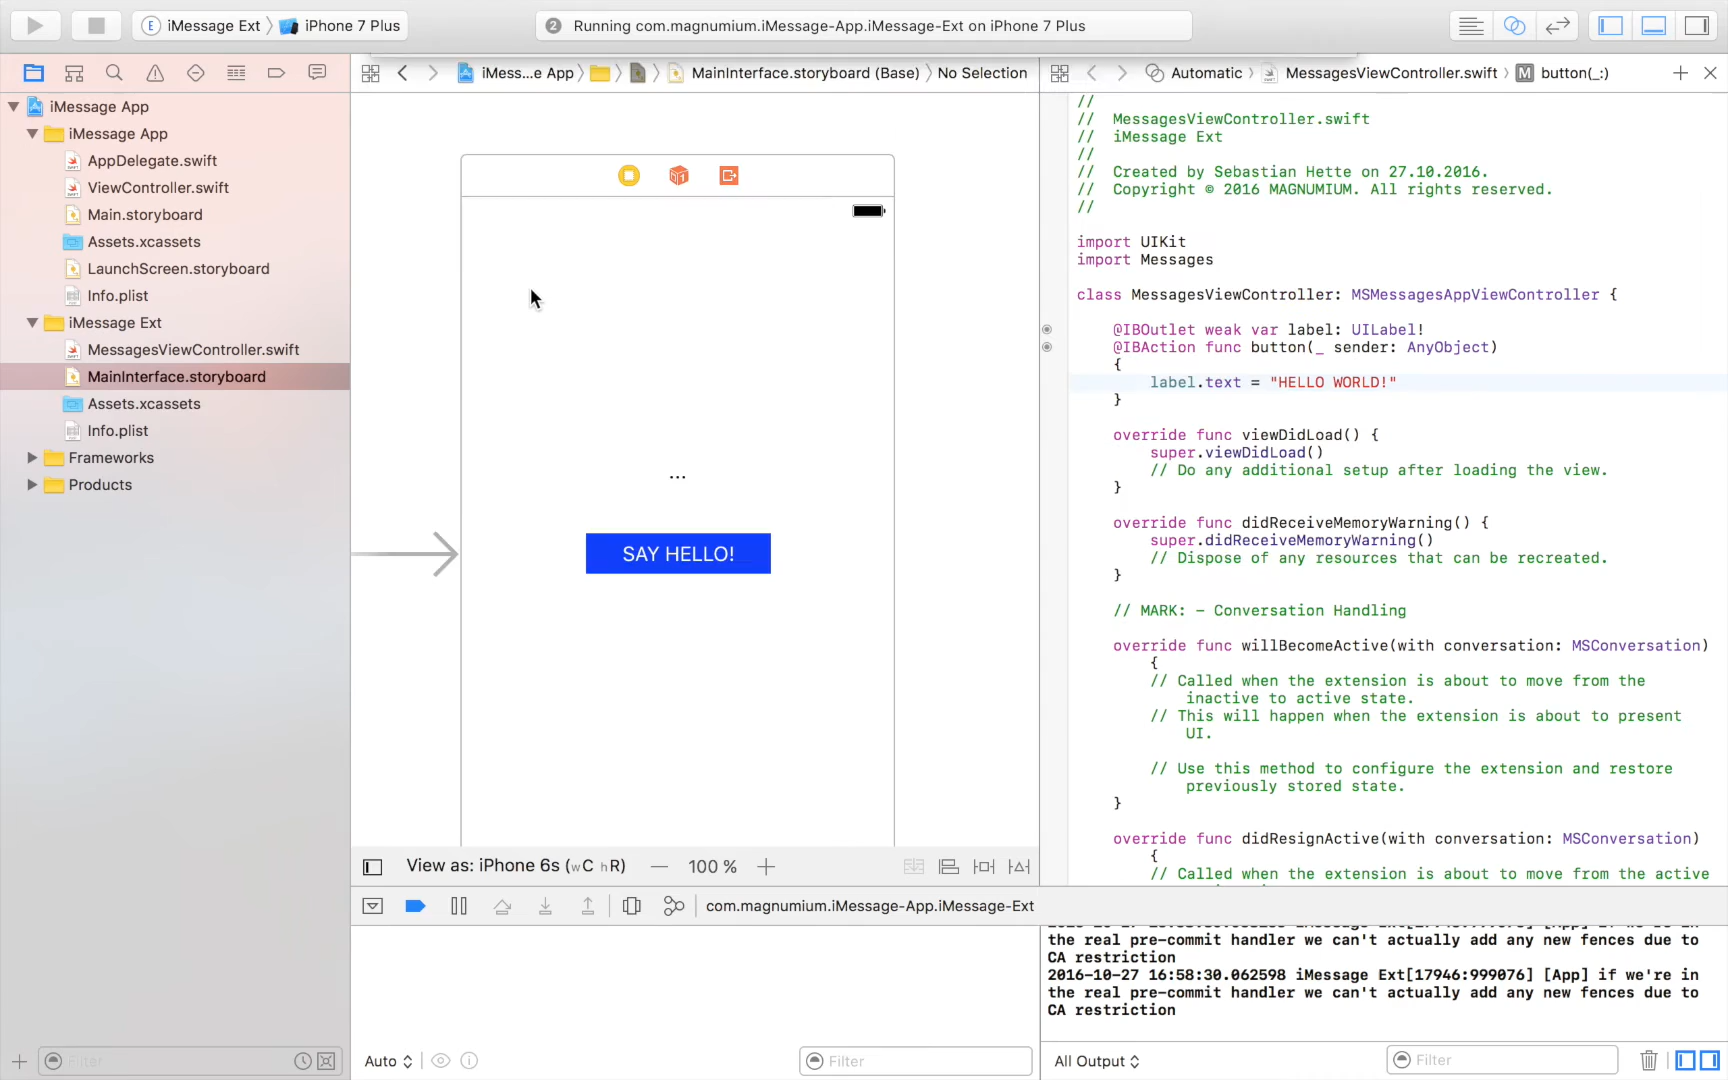 iMessage Ext
iPhone 7 Plus
2
Running com.magnumium.iMessage-App.iMessage-Ext on iPhone 7 Plus
iMess...e App
MainInterface.storyboard (Base)
No Selection
Automatic
MessagesViewController.swift
M
button(_:)
iMessage App
iMessage App
AppDelegate.swift
ViewController.swift
Main.storyboard
Assets.xcassets
LaunchScreen.storyboard
Info.plist
iMessage Ext
MessagesViewController.swift
MainInterface.storyboard
Assets.xcassets
Info.plist
Frameworks
Products
Filter
...
SAY HELLO!
View as: iPhone 6s (wC hR)
100 %
//
// MessagesViewController.swift
// iMessage Ext
//
// Created by Sebastian Hette on 27.10.2016.
// Copyright © 2016 MAGNUMIUM. All rights reserved.
//
import UIKit
import Messages
class MessagesViewController: MSMessagesAppViewController {
@IBOutlet weak var label: UILabel!
@IBAction func button(_ sender: AnyObject)
{
label.text = "HELLO WORLD!"
}
override func viewDidLoad() {
super.viewDidLoad()
// Do any additional setup after loading the view.
}
override func didReceiveMemoryWarning() {
super.didReceiveMemoryWarning()
// Dispose of any resources that can be recreated.
}
// MARK: - Conversation Handling
override func willBecomeActive(with conversation: MSConversation)
{
// Called when the extension is about to move from the
inactive to active state.
// This will happen when the extension is about to present
UI.
// Use this method to configure the extension and restore
previously stored state.
}
override func didResignActive(with conversation: MSConversation)
{
// Called when the extension is about to move from the active
com.magnumium.iMessage-App.iMessage-Ext
the real pre-commit handler we can't actually add any new fences due to
CA restriction
2016-10-27 16:58:30.062598 iMessage Ext[17946:999076] [App] if we're in
the real pre-commit handler we can't actually add any new fences due to
CA restriction
Auto
Filter
All Output
Filter